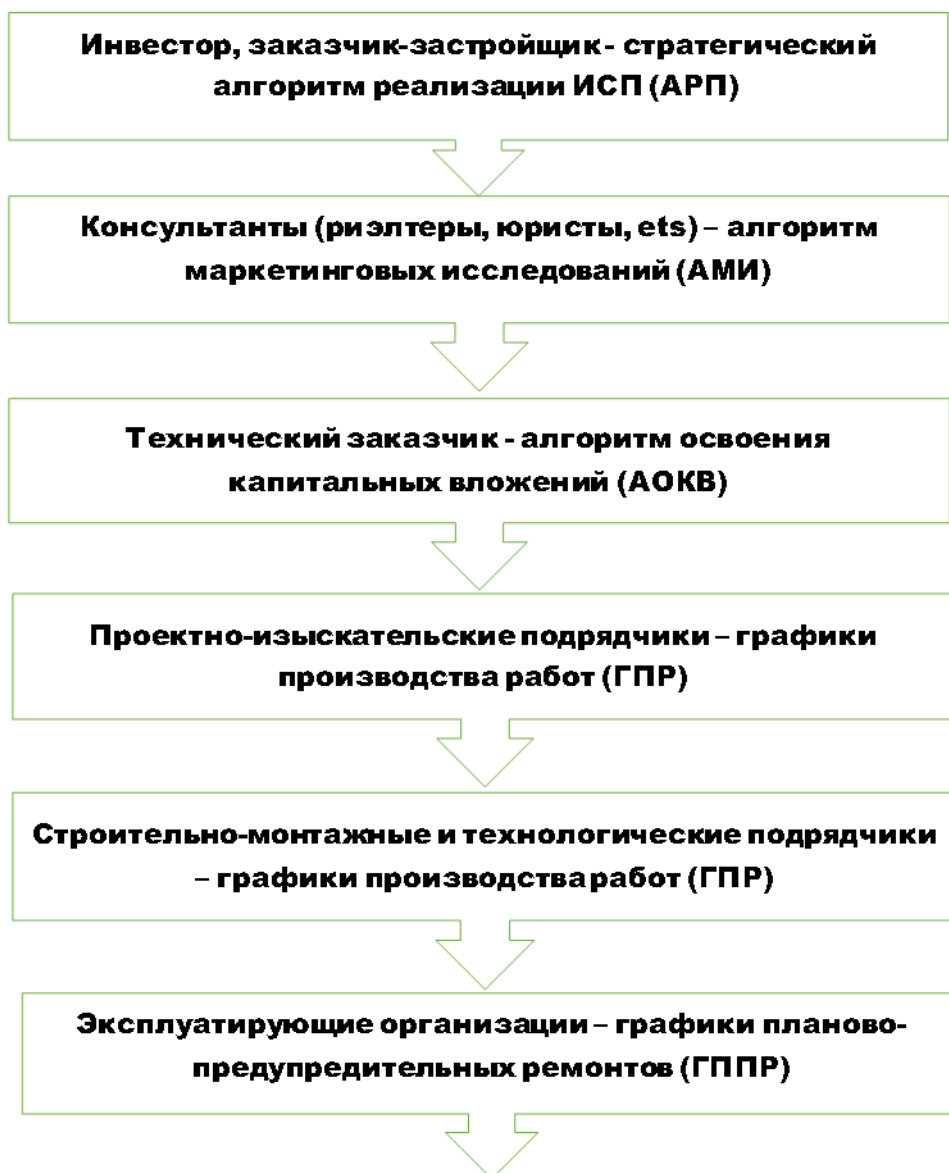 Инвестор, заказчик-застройщик - стратегический
алгоритм реализации ИСП (АРП)
Консультанты (риэлтеры, юристы, ets) – алгоритм
маркетинговых исследований (АМИ)
Технический заказчик - алгоритм освоения
капитальных вложений (АОКВ)
Проектно-изыскательские подрядчики – графики
производства работ (ГПР)
Строительно-монтажные и технологические подрядчики
– графики производства работ (ГПР)
Эксплуатирующие организации – графики планово-
предупредительных ремонтов (ГППР)